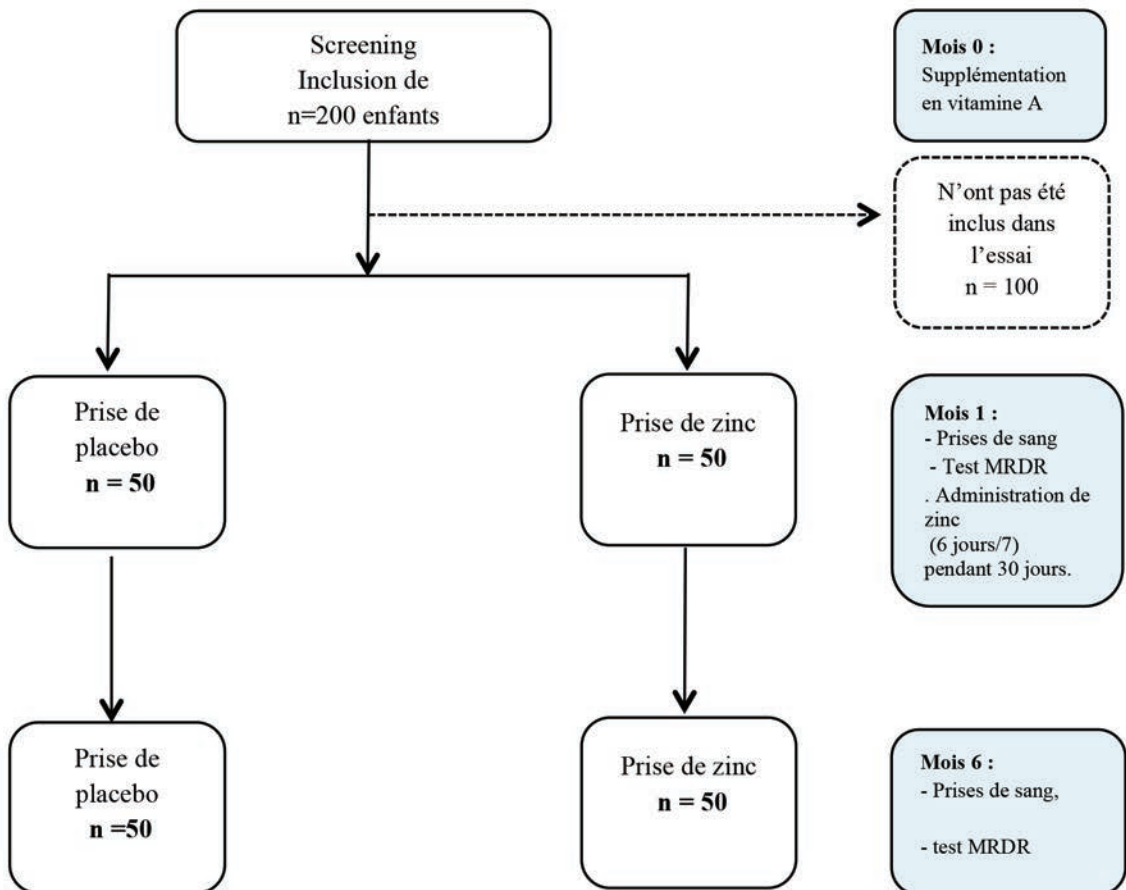 Screening
Inclusion de
n=200 enfants
Mois 0 :
Supplémentation
en vitamine A
N’ont pas été
inclus dans
l’essai
n = 100
Prise de
placebo
n = 50
Prise de zinc
n = 50
Mois 1 :
- Prises de sang
- Test MRDR
. Administration de
zinc
(6 jours/7)
pendant 30 jours.
Prise de
placebo
n =50
Prise de zinc
n = 50
Mois 6 :
- Prises de sang,
- test MRDR